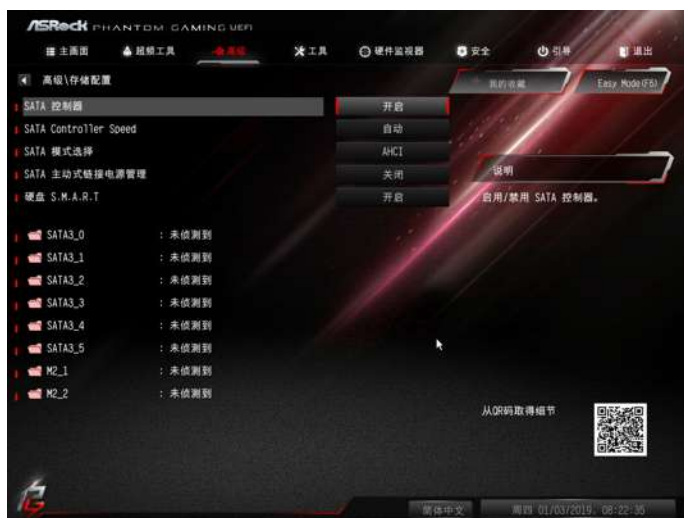 ASRock PHANTOM GAMING UEFI
主画面 超频工具 高级 工具 硬件监视器 安全 引导 退出
高级\存储配置
我的收藏 Easy Mode(F6)
SATA 控制器 开启
SATA Controller Speed 自动
SATA 模式选择 AHCI
SATA 主动式链接电源管理 关闭
硬盘 S.M.A.R.T 开启
说明
启用/禁用 SATA 控制器。
SATA3_0 : 未侦测到
SATA3_1 : 未侦测到
SATA3_2 : 未侦测到
SATA3_3 : 未侦测到
SATA3_4 : 未侦测到
SATA3_5 : 未侦测到
M2_1 : 未侦测到
M2_2 : 未侦测到
从QR码取得细节
简体中文 周四 01/03/2019, 08:22:35